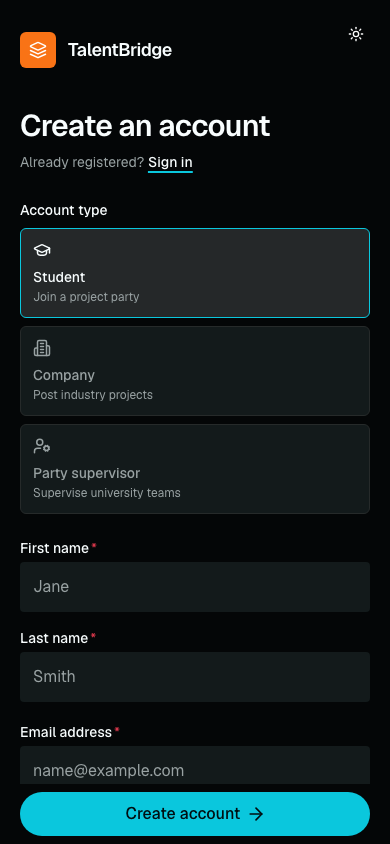 TalentBridge
Create an account
Already registered? Sign in
Account type
Student
Join a project party
Company
Post industry projects
Party supervisor
Supervise university teams
First name *
Jane
Last name *
Smith
Email address *
name@example.com
Create account →